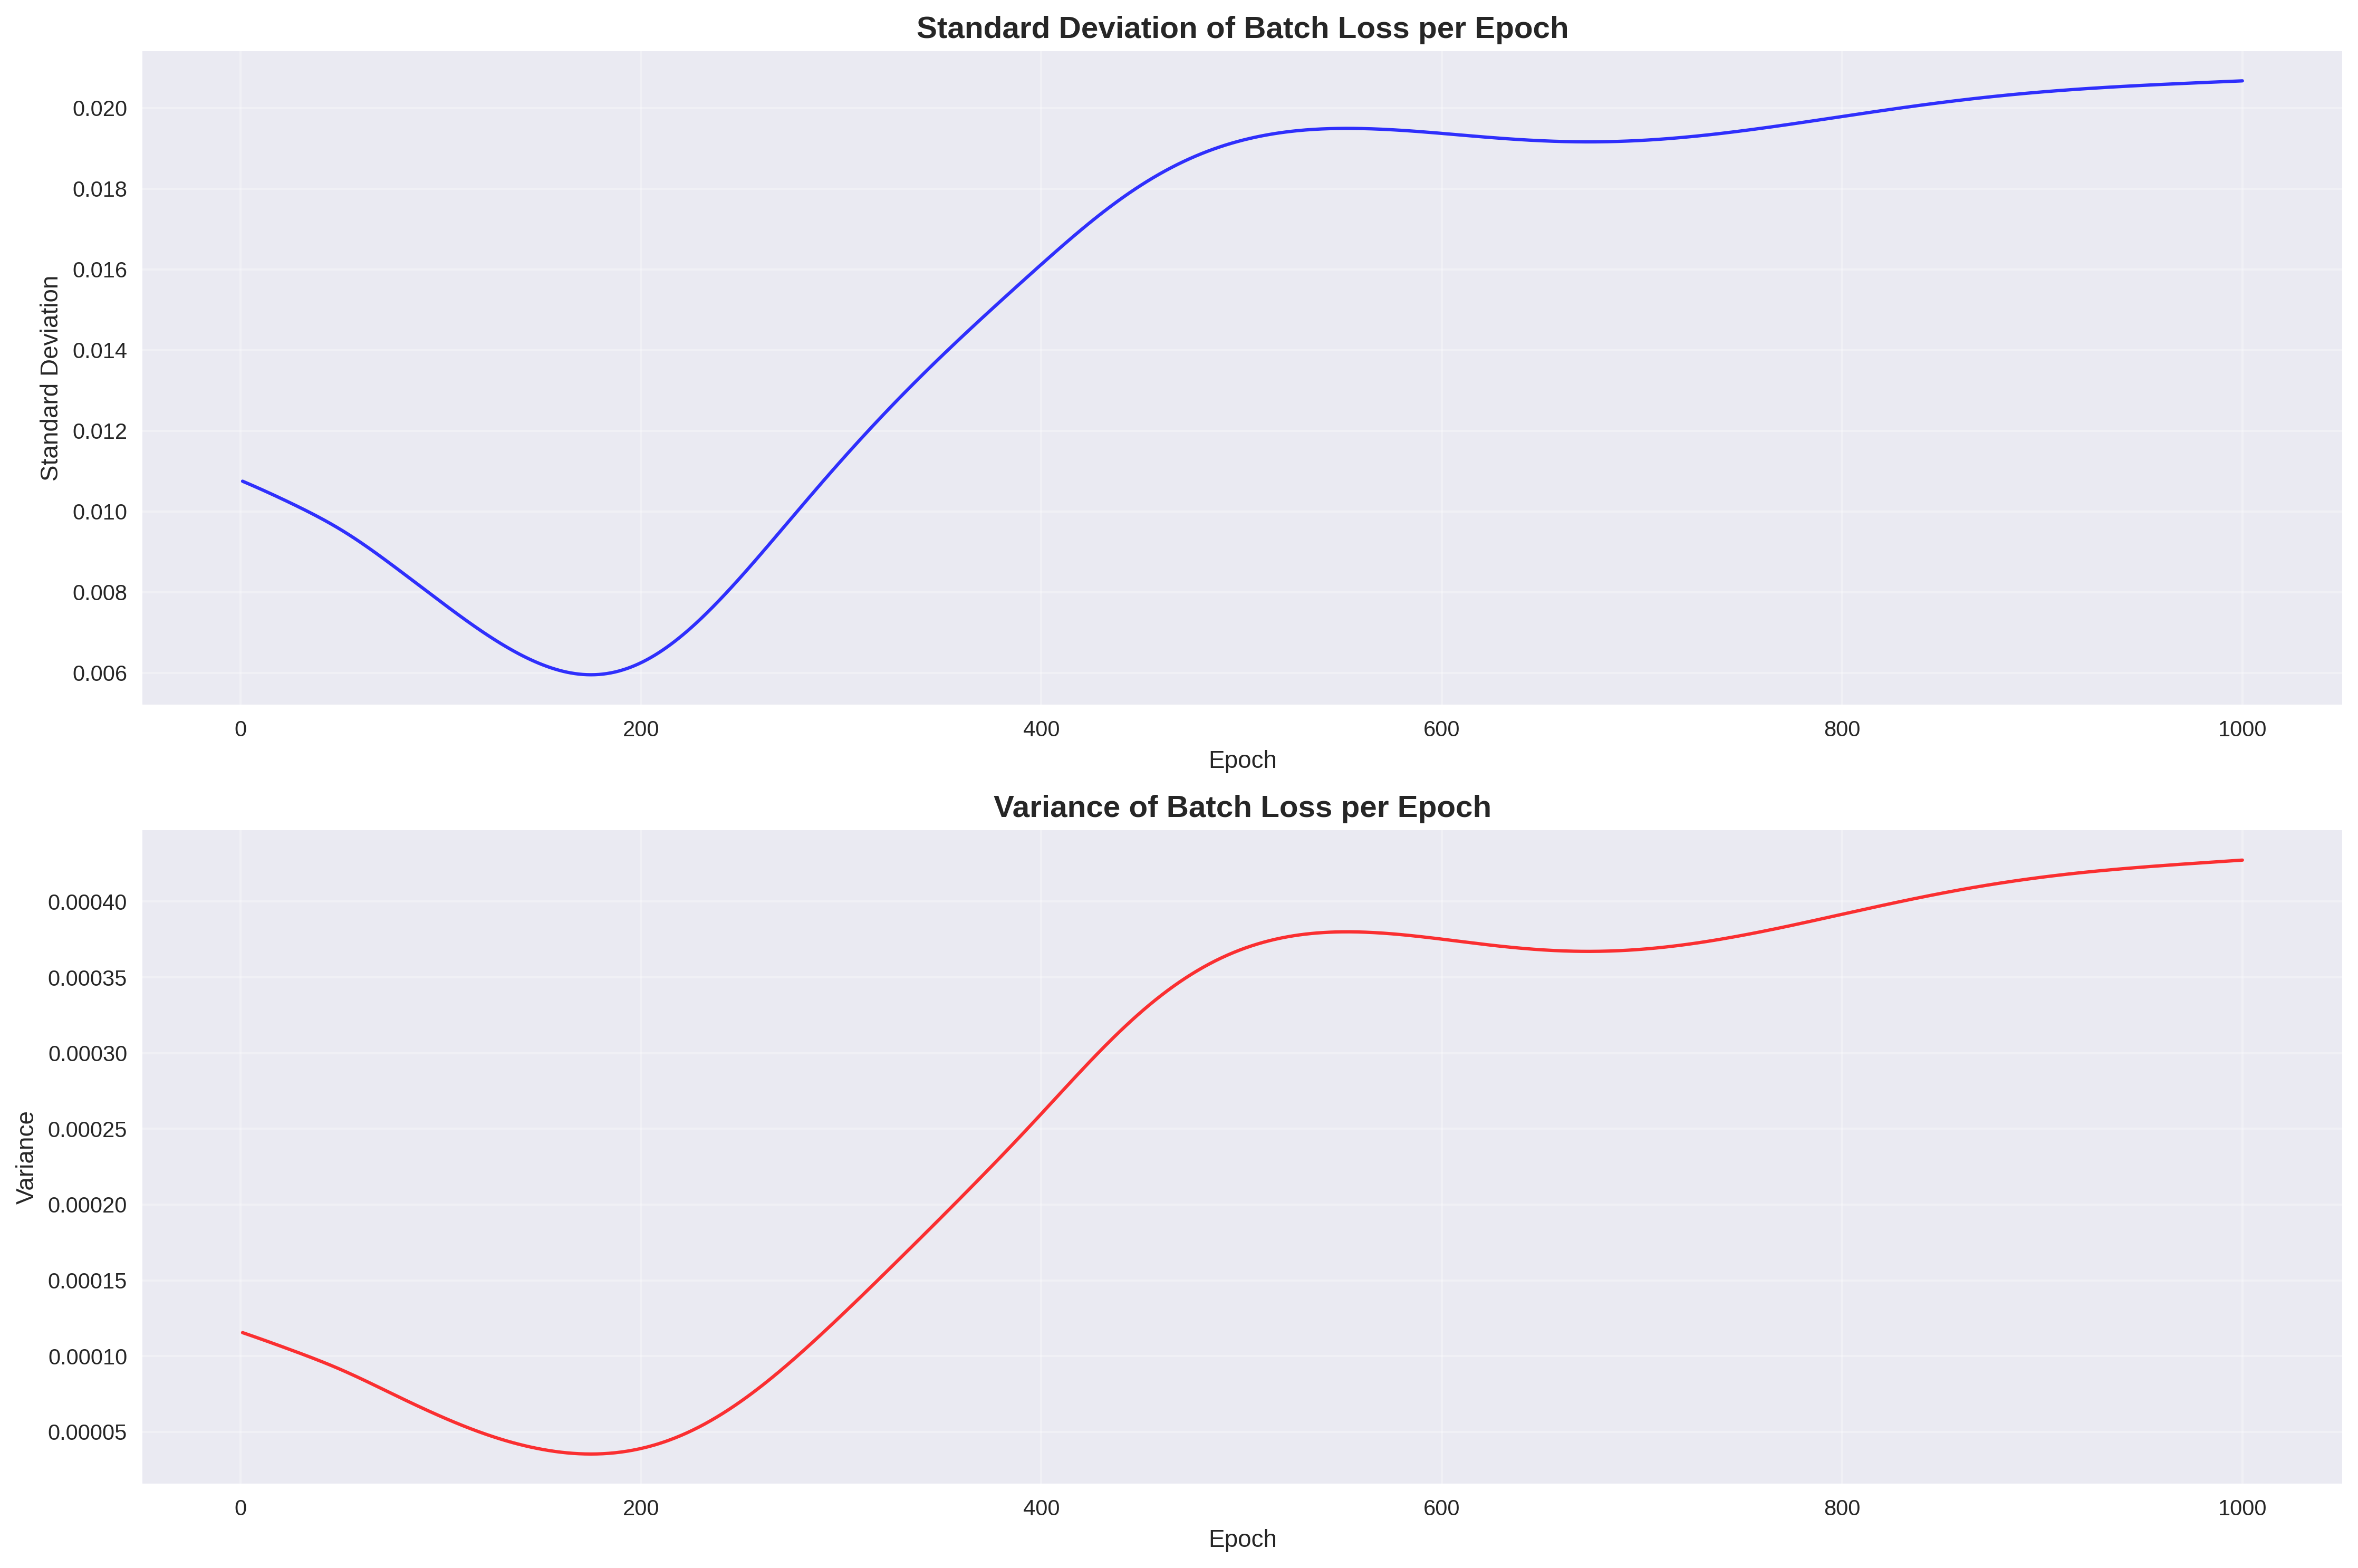 Standard Deviation of Batch Loss per Epoch
Standard Deviation
0.020
0.018
0.016
0.014
0.012
0.010
0.008
0.006
0 200 400 600 800 1000
Epoch
Variance of Batch Loss per Epoch
Variance
0.00040
0.00035
0.00030
0.00025
0.00020
0.00015
0.00010
0.00005
0 200 400 600 800 1000
Epoch